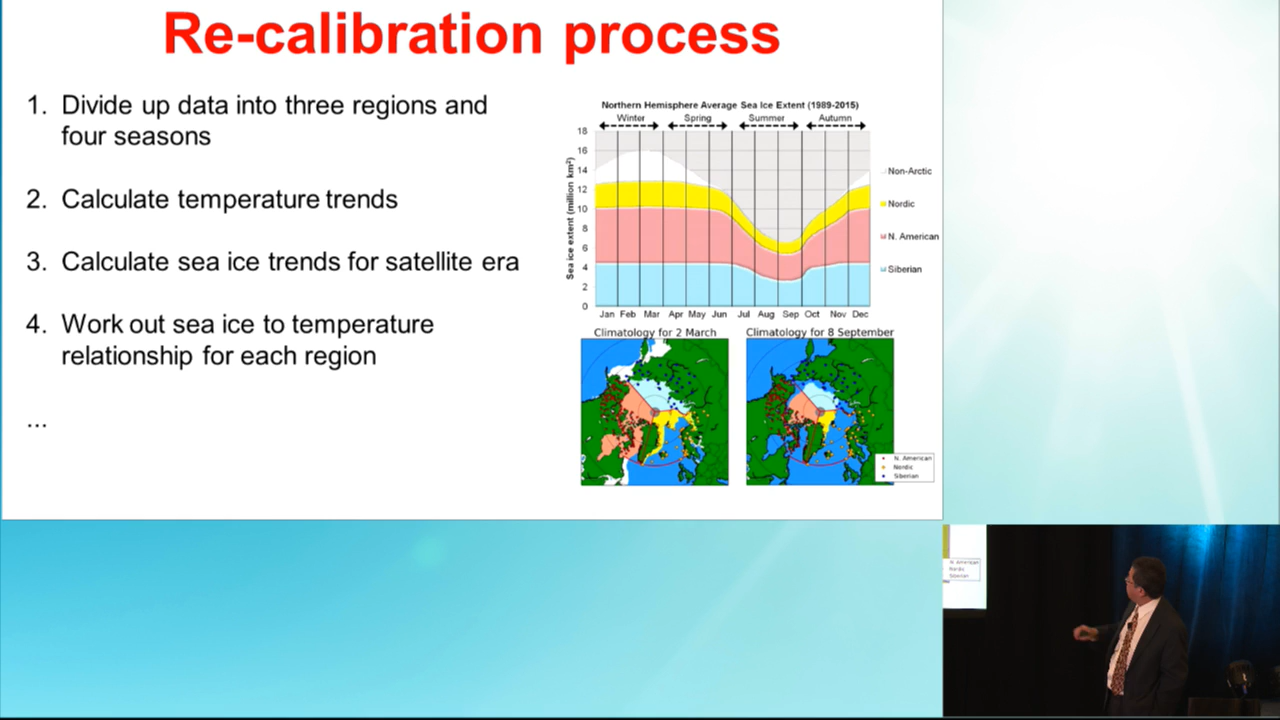 Re-calibration process
1. Divide up data into three regions and
four seasons
2. Calculate temperature trends
3. Calculate sea ice trends for satellite era
4. Work out sea ice to temperature
relationship for each region
...
Northern Hemisphere Average Sea Ice Extent (1989-2015)
Winter Spring Summer Autumn
Sea ice extent (million km²)
18
16
14
12
10
8
6
4
2
0
Jan Feb Mar Apr May Jun Jul Aug Sep Oct Nov Dec
Non-Arctic
Nordic
N. American
Siberian
Climatology for 2 March
Climatology for 8 September
N. American
Nordic
Siberian
N. American
Nordic
Siberian